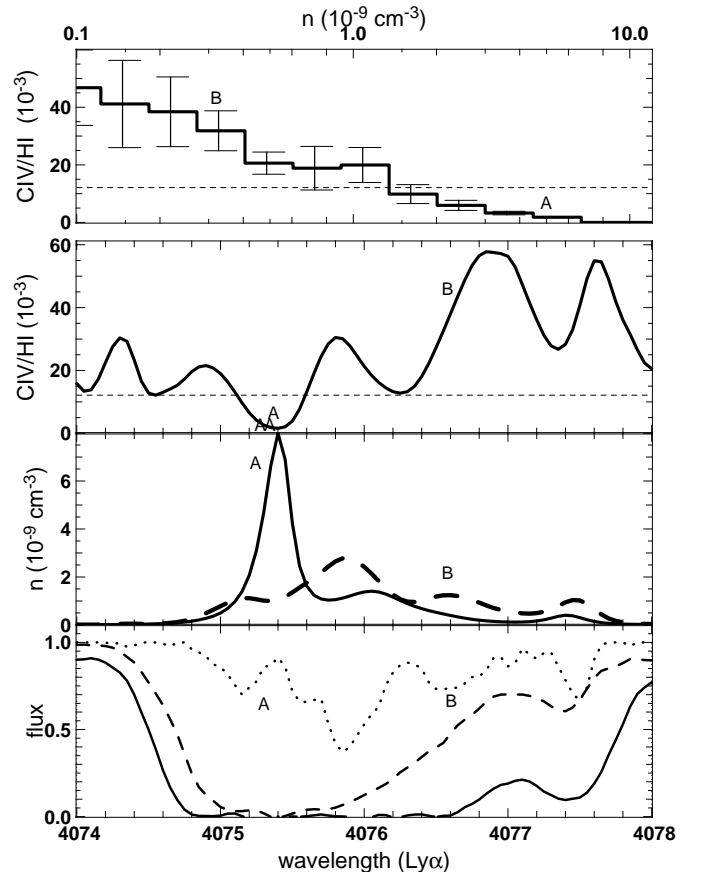 n (10-9 cm-3)
0.1 1.0 10.0
CIV/HI (10-3)
40
20
0
B
A
CIV/HI (10-3)
60
40
20
0
B
A
AA
n (10-9 cm-3)
6
4
2
0
A
B
flux
1.0
0.5
0.0
A
B
4074 4075 4076 4077 4078
wavelength (Lyα)